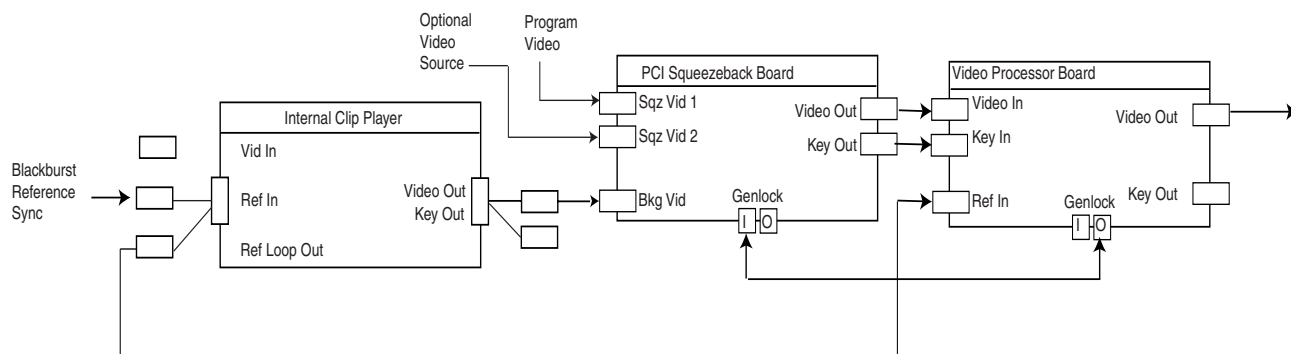 Optional
Video
Source
Program
Video
Blackburst
Reference
Sync
Internal Clip Player
Vid In
Ref In
Ref Loop Out
Video Out
Key Out
PCI Squeezeback Board
Sqz Vid 1
Sqz Vid 2
Bkg Vid
Video Out
Key Out
Genlock
I O
Video Processor Board
Video In
Key In
Ref In
Video Out
Key Out
Genlock
I O